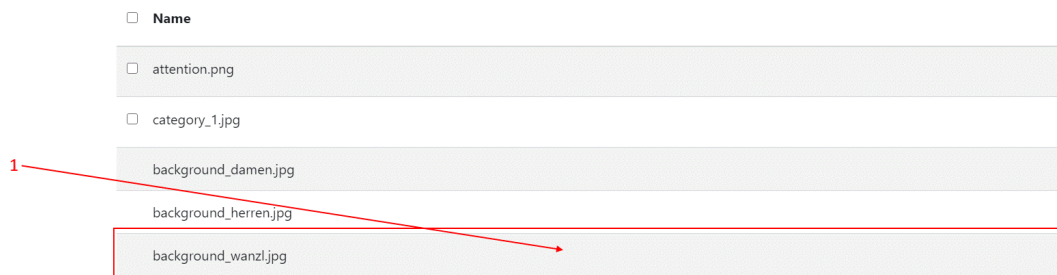 Name
attention.png
category_1.jpg
background_damen.jpg
1
background_herren.jpg
background_wanzl.jpg